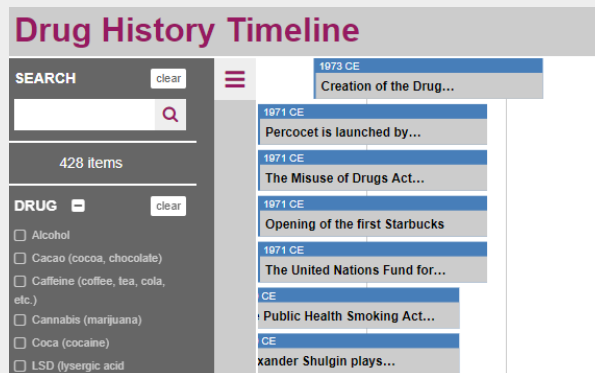 Drug History Timeline
SEARCH
clear
428 items
DRUG
clear
Alcohol
Cacao (cocoa, chocolate)
Caffeine (coffee, tea, cola,
etc.)
Cannabis (marijuana)
Coca (cocaine)
LSD (lysergic acid
1973 CE
Creation of the Drug...
1971 CE
Percocet is launched by...
1971 CE
The Misuse of Drugs Act...
1971 CE
Opening of the first Starbucks
1971 CE
The United Nations Fund for...
CE
Public Health Smoking Act...
CE
xander Shulgin plays...